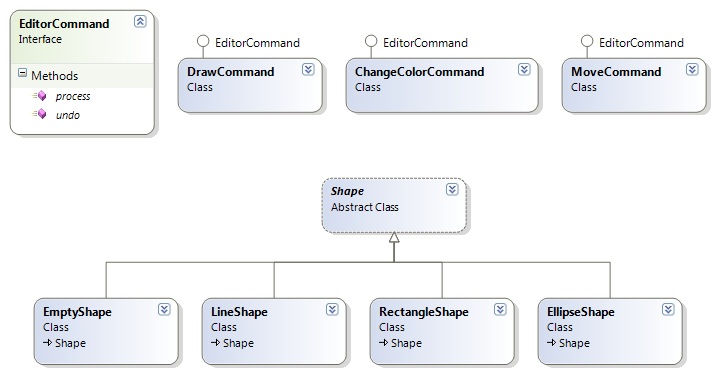 EditorCommand
Interface
Methods
process
undo
EditorCommand
DrawCommand
Class
EditorCommand
ChangeColorCommand
Class
EditorCommand
MoveCommand
Class
Shape
Abstract Class
EmptyShape
Class
Shape
LineShape
Class
Shape
RectangleShape
Class
Shape
EllipseShape
Class
Shape